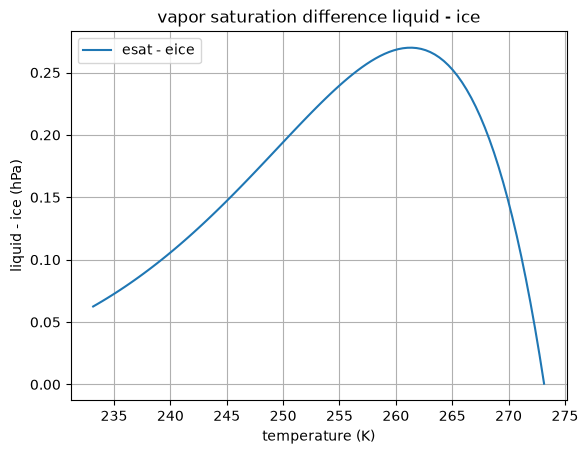 vapor saturation difference liquid - ice
esat - eice
liquid - ice (hPa)
0.25
0.20
0.15
0.10
0.05
0.00
235 240 245 250 255 260 265 270 275
temperature (K)